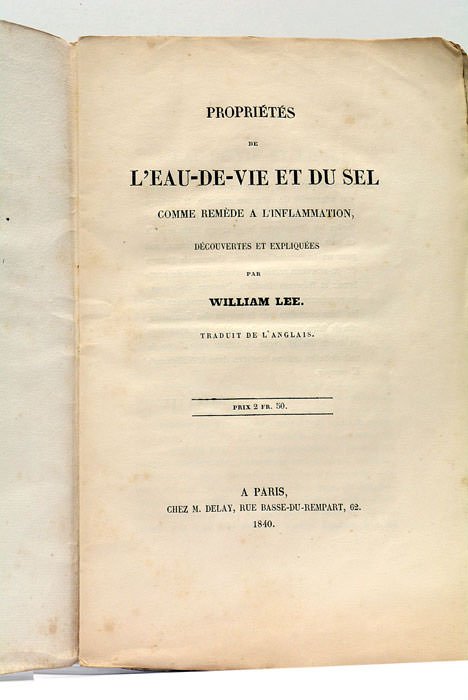 PROPRIÉTÉS
DE
L'EAU-DE-VIE ET DU SEL
COMME REMÈDE A L'INFLAMMATION,
DÉCOUVERTES ET EXPLIQUÉES
PAR
WILLIAM LEE.
TRADUIT DE L'ANGLAIS.
PRIX 2 FR. 50.
A PARIS,
CHEZ M. DELAY, RUE BASSE-DU-REMPART, 62.
1840.